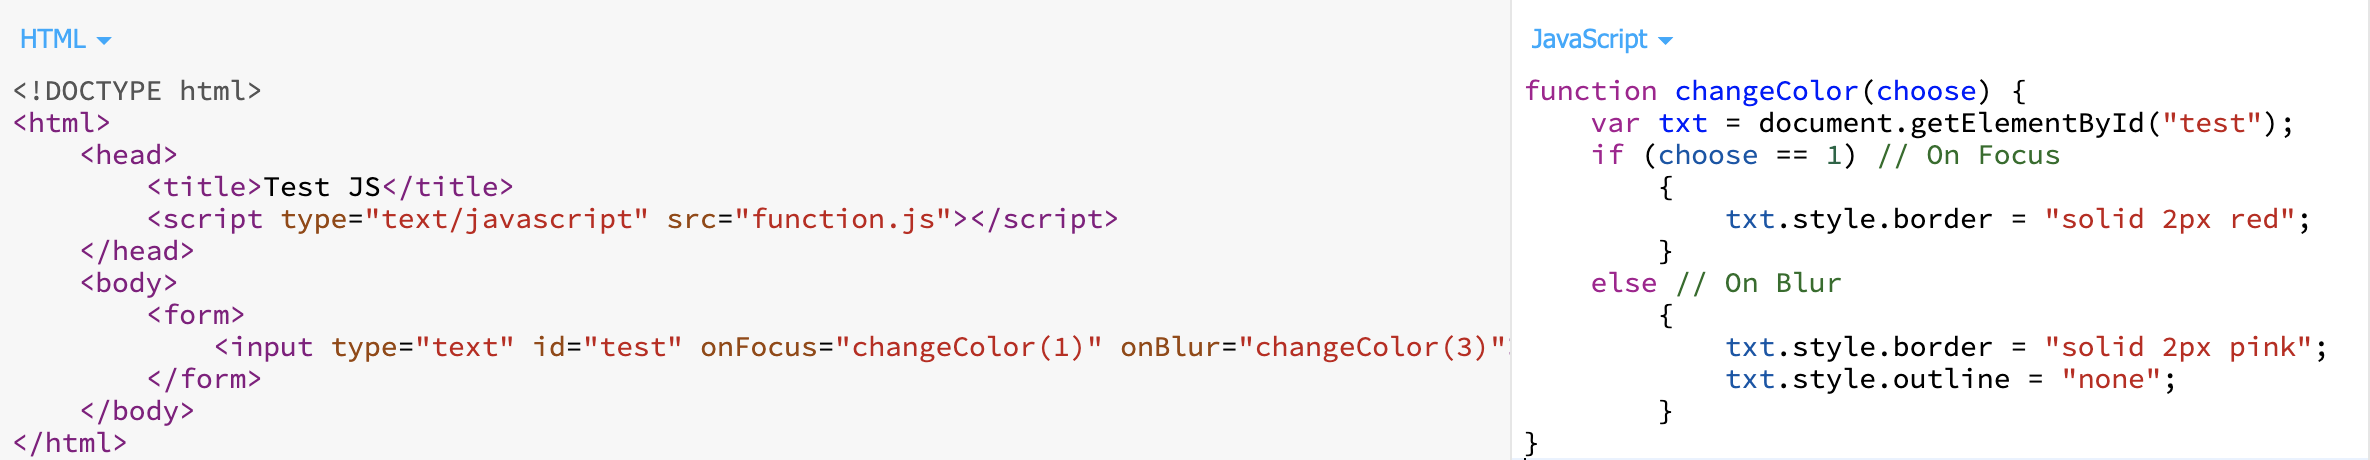 HTML
<!DOCTYPE html>
<html>
    <head>
        <title>Test JS</title>
        <script type="text/javascript" src="function.js"></script>
    </head>
    <body>
        <form>
            <input type="text" id="test" onFocus="changeColor(1)" onBlur="changeColor(3)"
        </form>
    </body>
</html>
JavaScript
function changeColor(choose) {
    var txt = document.getElementById("test");
    if (choose == 1) // On Focus
        {
            txt.style.border = "solid 2px red";
        }
    else // On Blur
        {
            txt.style.border = "solid 2px pink";
            txt.style.outline = "none";
        }
}